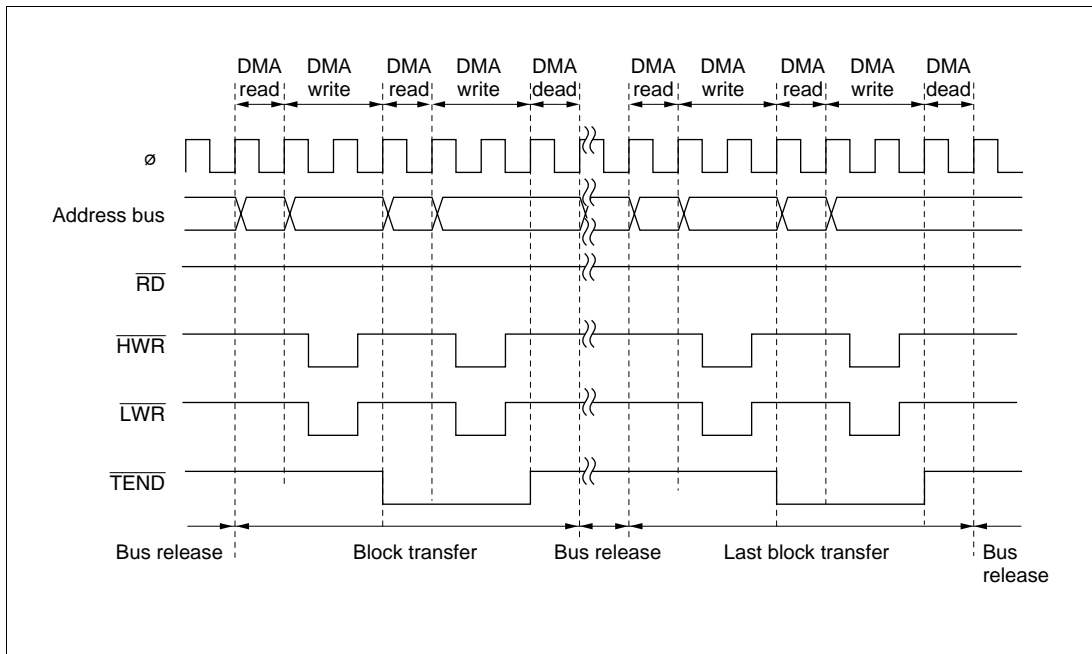 DMA read
DMA write
DMA read
DMA write
DMA dead
DMA read
DMA write
DMA read
DMA write
DMA dead
ø
Address bus
RD
HWR
LWR
TEND
Bus release
Block transfer
Bus release
Last block transfer
Bus release